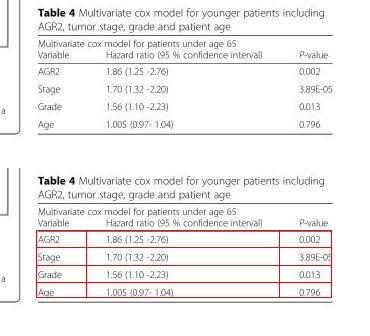 Table 4 Multivariate cox model for younger patients including
AGR2, tumor stage, grade and patient age
Multivariate cox model for patients under age 65
Variable Hazard ratio (95 % confidence interval) P-value
AGR2 1.86 (1.25 -2.76) 0.002
Stage 1.70 (1.32 -2.20) 3.89E-05
Grade 1.56 (1.10 -2.23) 0.013
a
Age 1.005 (0.97- 1.04) 0.796
Table 4 Multivariate cox model for younger patients including
AGR2, tumor stage, grade and patient age
Multivariate cox model for patients under age 65
Variable Hazard ratio (95 % confidence interval) P-value
AGR2 1.86 (1.25 -2.76) 0.002
Stage 1.70 (1.32 -2.20) 3.89E-05
Grade 1.56 (1.10 -2.23) 0.013
a
Age 1.005 (0.97- 1.04) 0.796